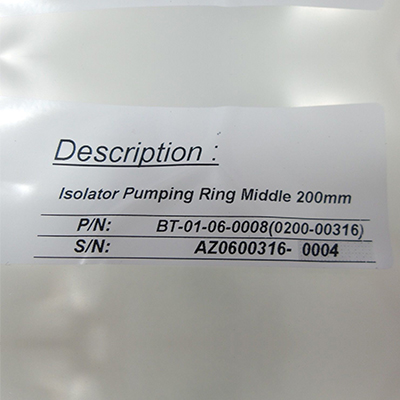 Description :
Isolator Pumping Ring Middle 200mm
P/N: BT-01-06-0008(0200-00316)
S/N: AZ0600316- 0004